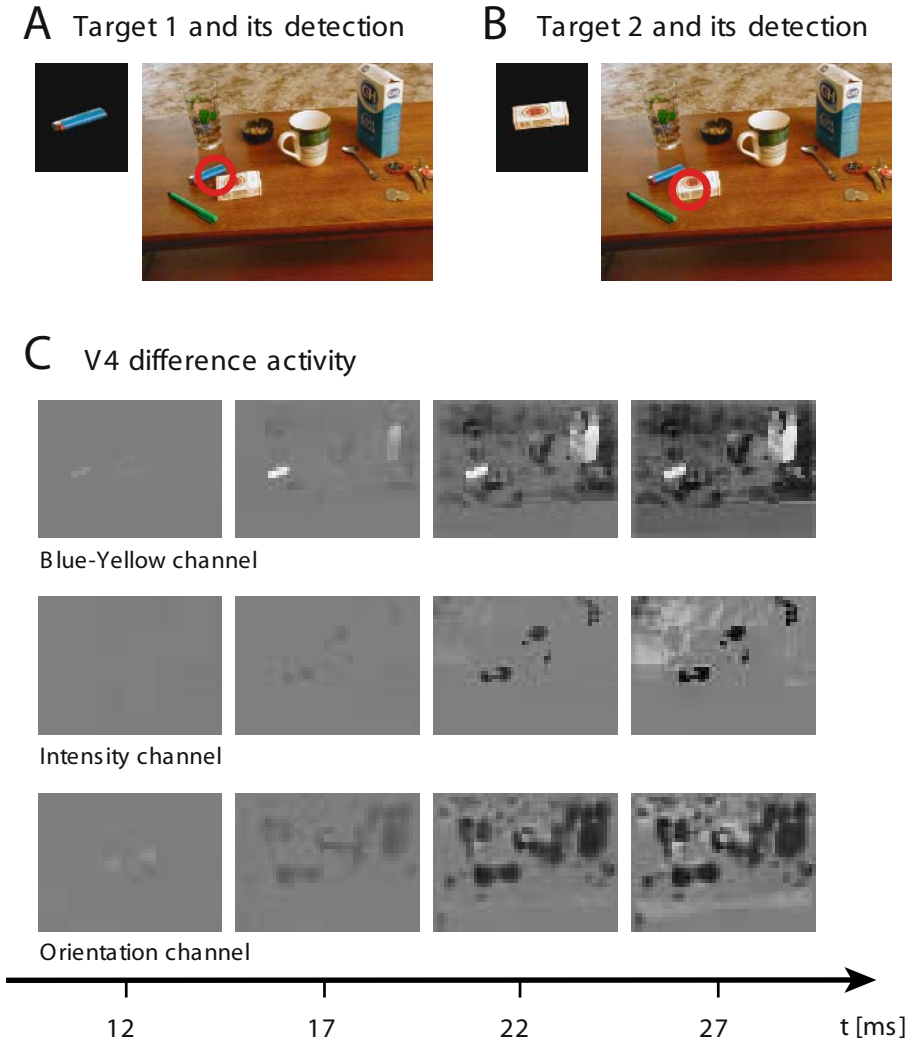 A Target 1 and its detection
B Target 2 and its detection
C V4 difference activity
Blue-Yellow channel
Intensity channel
Orientation channel
12 17 22 27 t [ms]